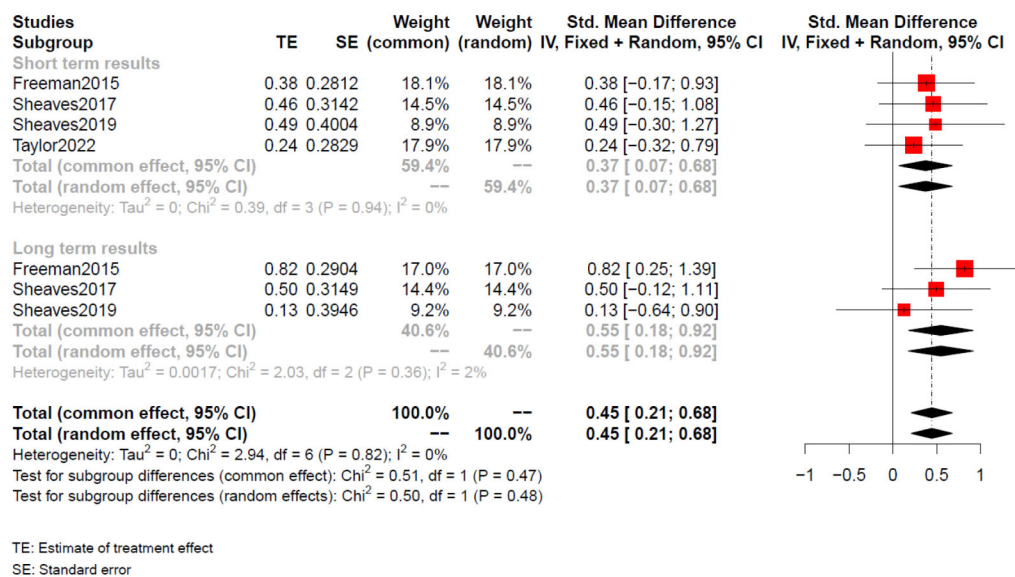 Studies Weight Weight Std. Mean Difference Std. Mean Difference
Subgroup TE SE (common) (random) IV, Fixed + Random, 95% CI IV, Fixed + Random, 95% CI
Short term results
Freeman2015 0.38 0.2812 18.1% 18.1% 0.38 [−0.17; 0.93]
Sheaves2017 0.46 0.3142 14.5% 14.5% 0.46 [−0.15; 1.08]
Sheaves2019 0.49 0.4004 8.9% 8.9% 0.49 [−0.30; 1.27]
Taylor2022 0.24 0.2829 17.9% 17.9% 0.24 [−0.32; 0.79]
Total (common effect, 95% CI) 59.4% −− 0.37 [ 0.07; 0.68]
Total (random effect, 95% CI) −− 59.4% 0.37 [ 0.07; 0.68]
Heterogeneity: Tau² = 0; Chi² = 0.39, df = 3 (P = 0.94); I² = 0%
Long term results
Freeman2015 0.82 0.2904 17.0% 17.0% 0.82 [ 0.25; 1.39]
Sheaves2017 0.50 0.3149 14.4% 14.4% 0.50 [−0.12; 1.11]
Sheaves2019 0.13 0.3946 9.2% 9.2% 0.13 [−0.64; 0.90]
Total (common effect, 95% CI) 40.6% −− 0.55 [ 0.18; 0.92]
Total (random effect, 95% CI) −− 40.6% 0.55 [ 0.18; 0.92]
Heterogeneity: Tau² = 0.0017; Chi² = 2.03, df = 2 (P = 0.36); I² = 2%
Total (common effect, 95% CI) 100.0% −− 0.45 [ 0.21; 0.68]
Total (random effect, 95% CI) −− 100.0% 0.45 [ 0.21; 0.68]
Heterogeneity: Tau² = 0; Chi² = 2.94, df = 6 (P = 0.82); I² = 0%
Test for subgroup differences (common effect): Chi² = 0.51, df = 1 (P = 0.47)
Test for subgroup differences (random effects): Chi² = 0.50, df = 1 (P = 0.48)
−1 −0.5 0 0.5 1
TE: Estimate of treatment effect
SE: Standard error